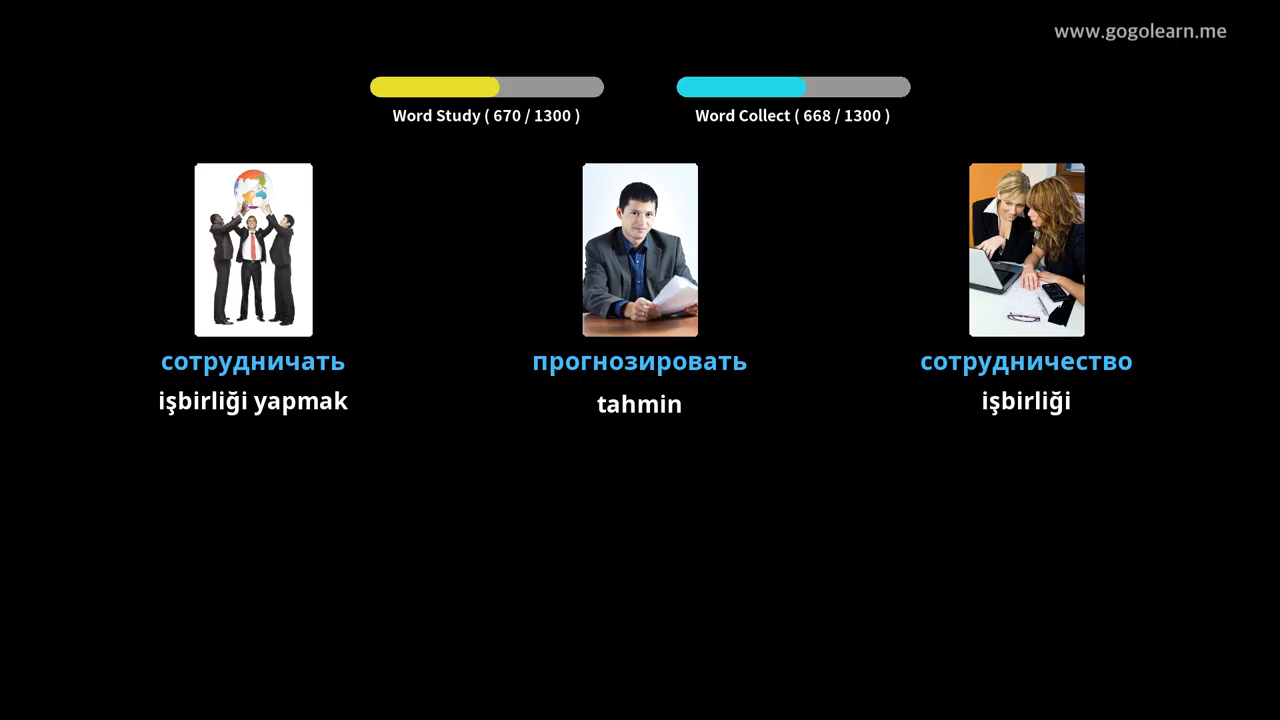 www.gogolearn.me
Word Study ( 670 / 1300 )
Word Collect ( 668 / 1300 )
сотрудничать
işbirliği yapmak
прогнозировать
tahmin
сотрудничество
işbirliği